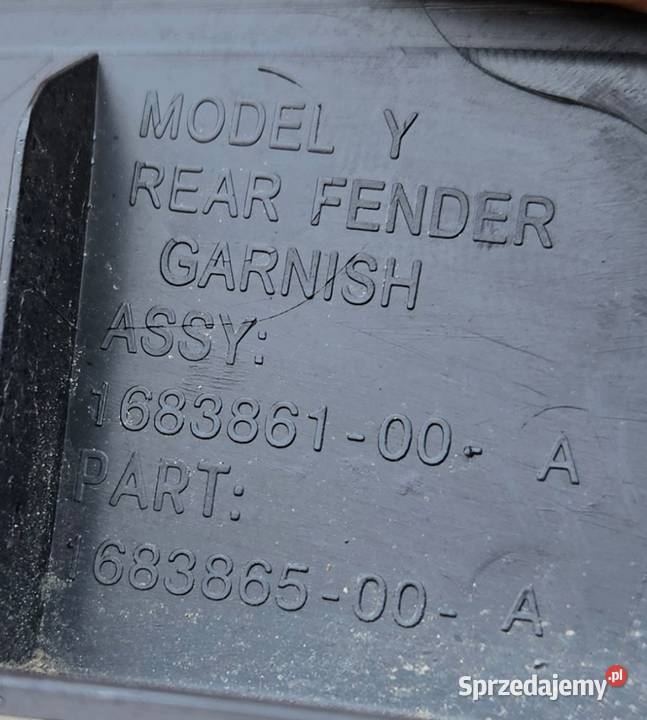 MODEL Y
REAR FENDER
GARNISH
ASSY:
1683861-00- A
PART:
1683865-00- A
Sprzedajemy.pl